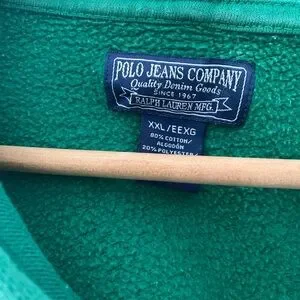 POLO JEANS COMPANY
Quality Denim Goods
SINCE 1967
RALPH LAUREN MFG.
XXL/EEXG
80% COTTON/
ALGODÓN
20% POLYESTER/